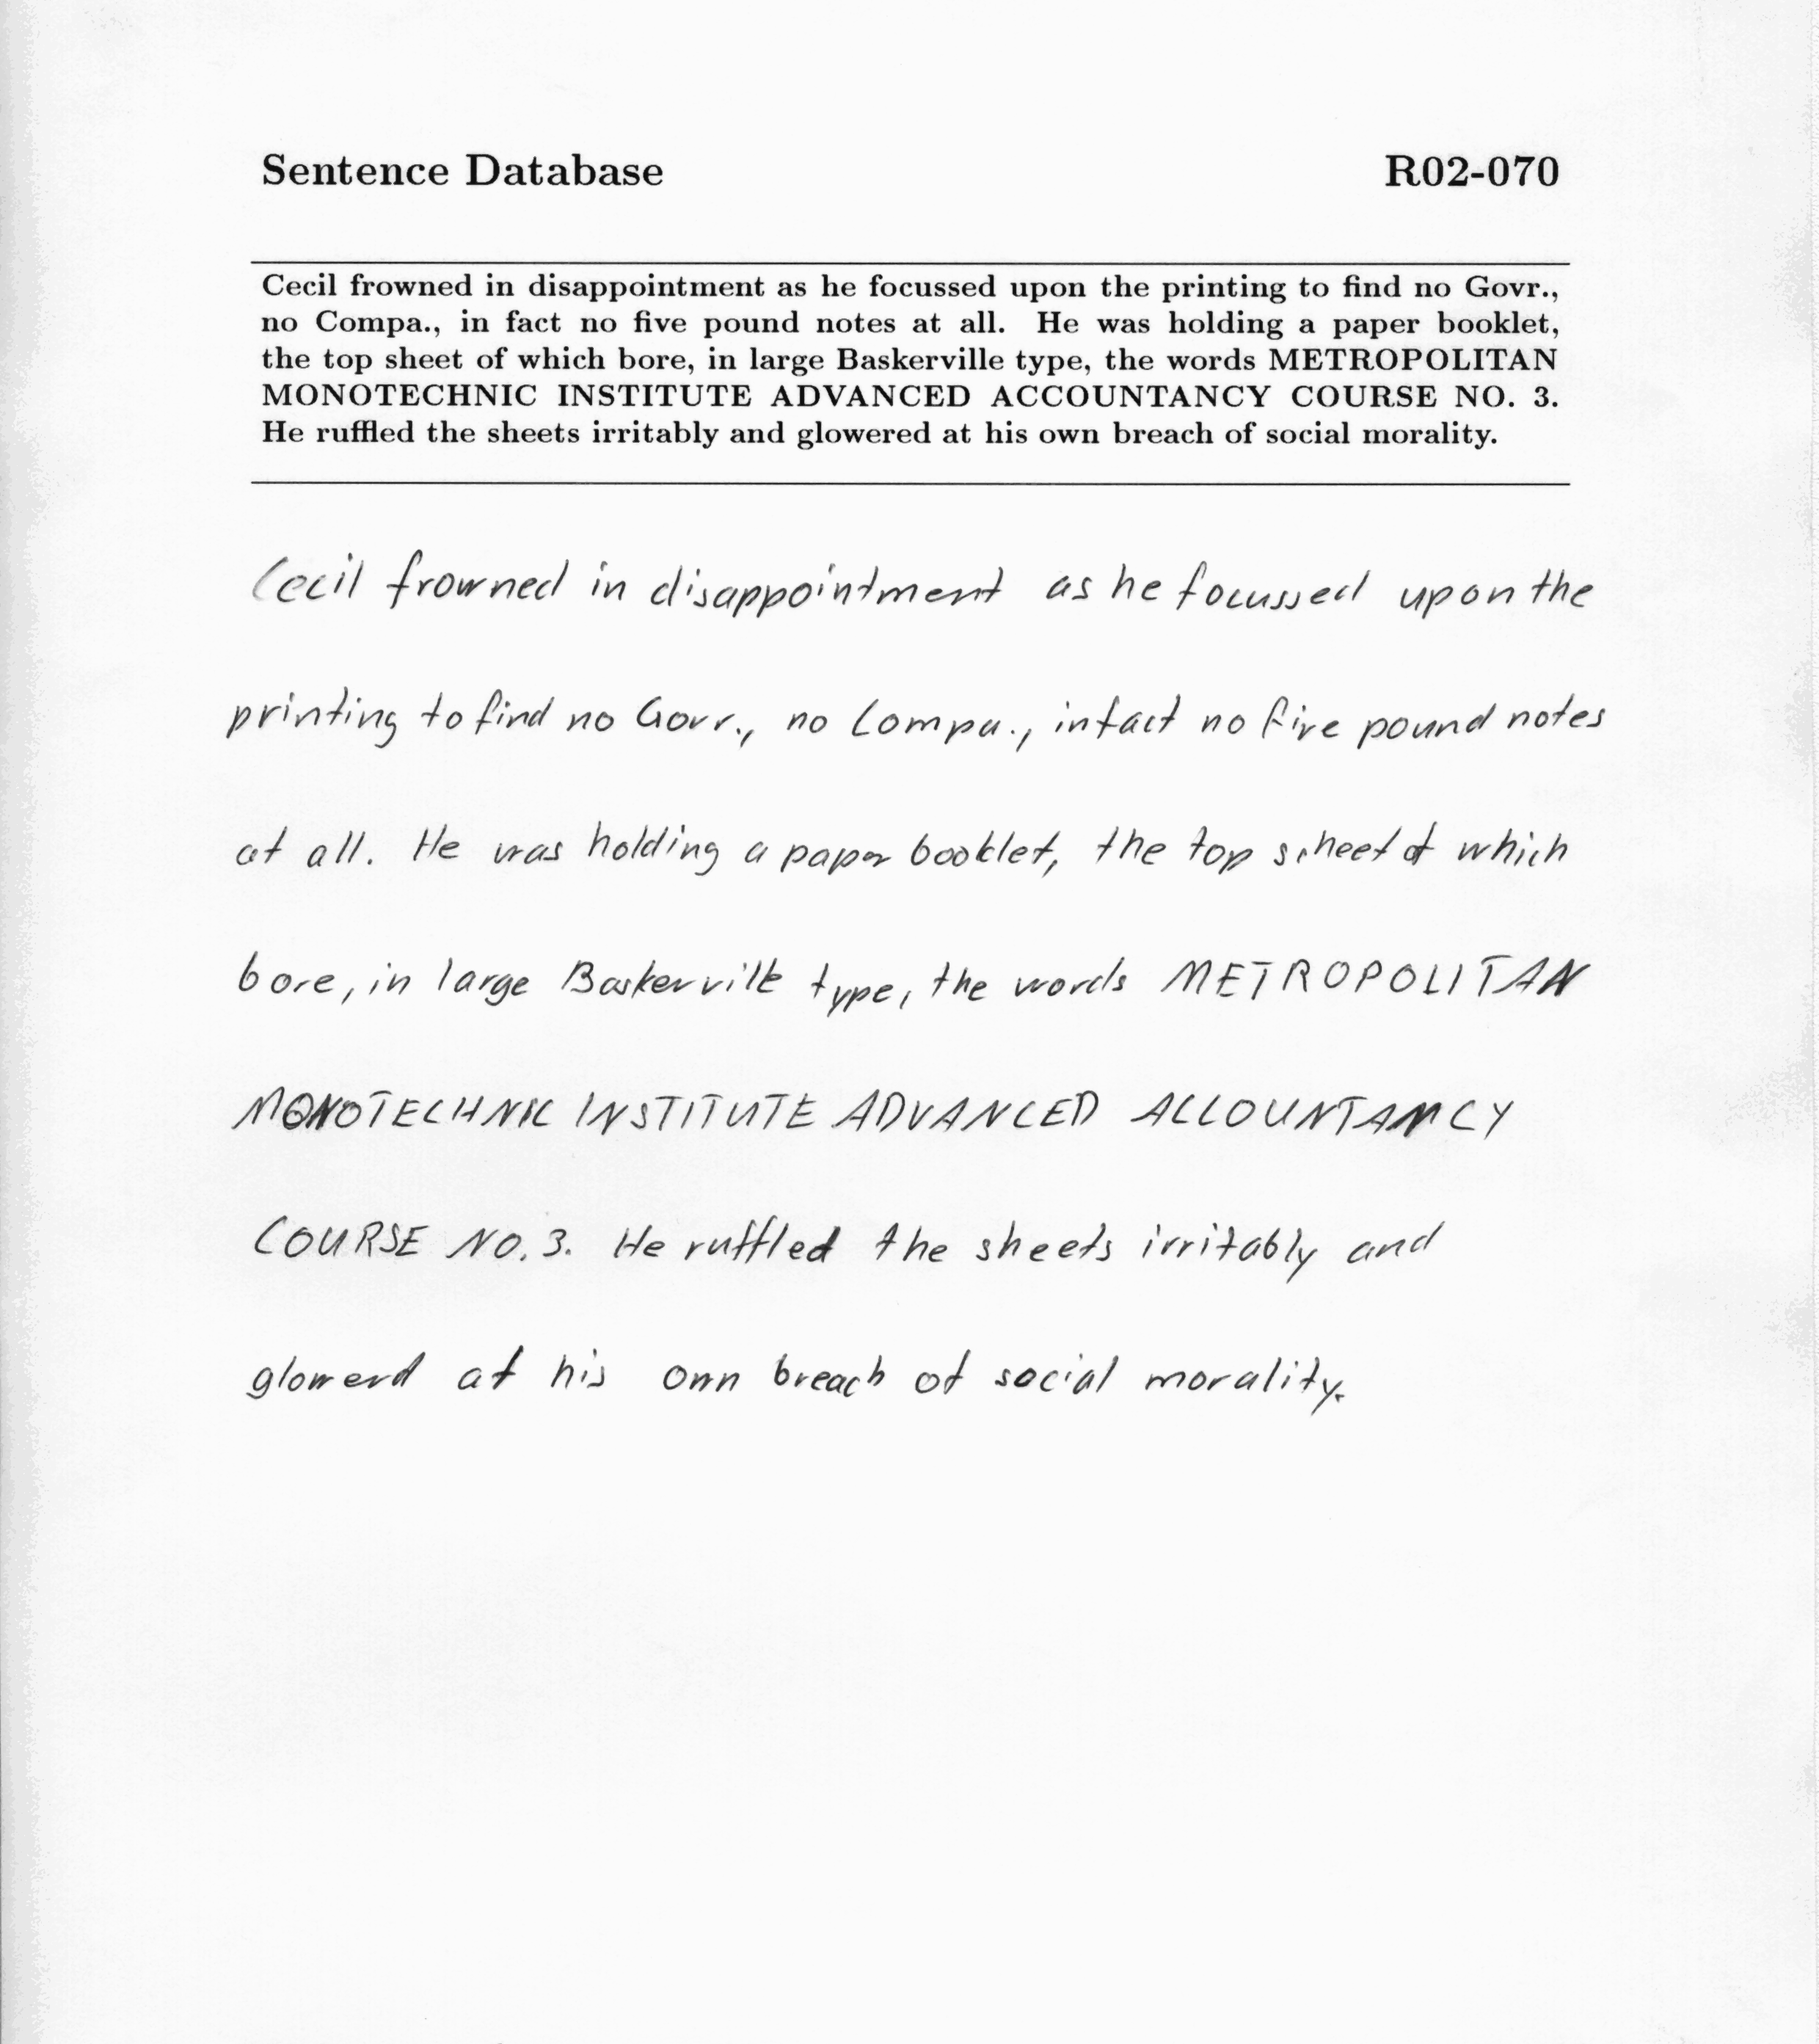 Sentence Database R02-070
Cecil frowned in disappointment as he focussed upon the printing to find no Govr.,
no Compa., in fact no five pound notes at all. He was holding a paper booklet,
the top sheet of which bore, in large Baskerville type, the words METROPOLITAN
MONOTECHNIC INSTITUTE ADVANCED ACCOUNTANCY COURSE NO. 3.
He ruffled the sheets irritably and glowered at his own breach of social morality.
Cecil frowned in disappointment as he focussed upon the
printing to find no Govr., no Compa., in fact no five pound notes
at all. He was holding a paper booklet, the top scheet of which
bore, in large Baskerville type, the words METROPOLITAN
MONOTECHNIC INSTITUTE ADVANCED ACCOUNTANCY
COURSE NO. 3. He ruffled the sheets irritably and
glowerd at his own breach of social morality.